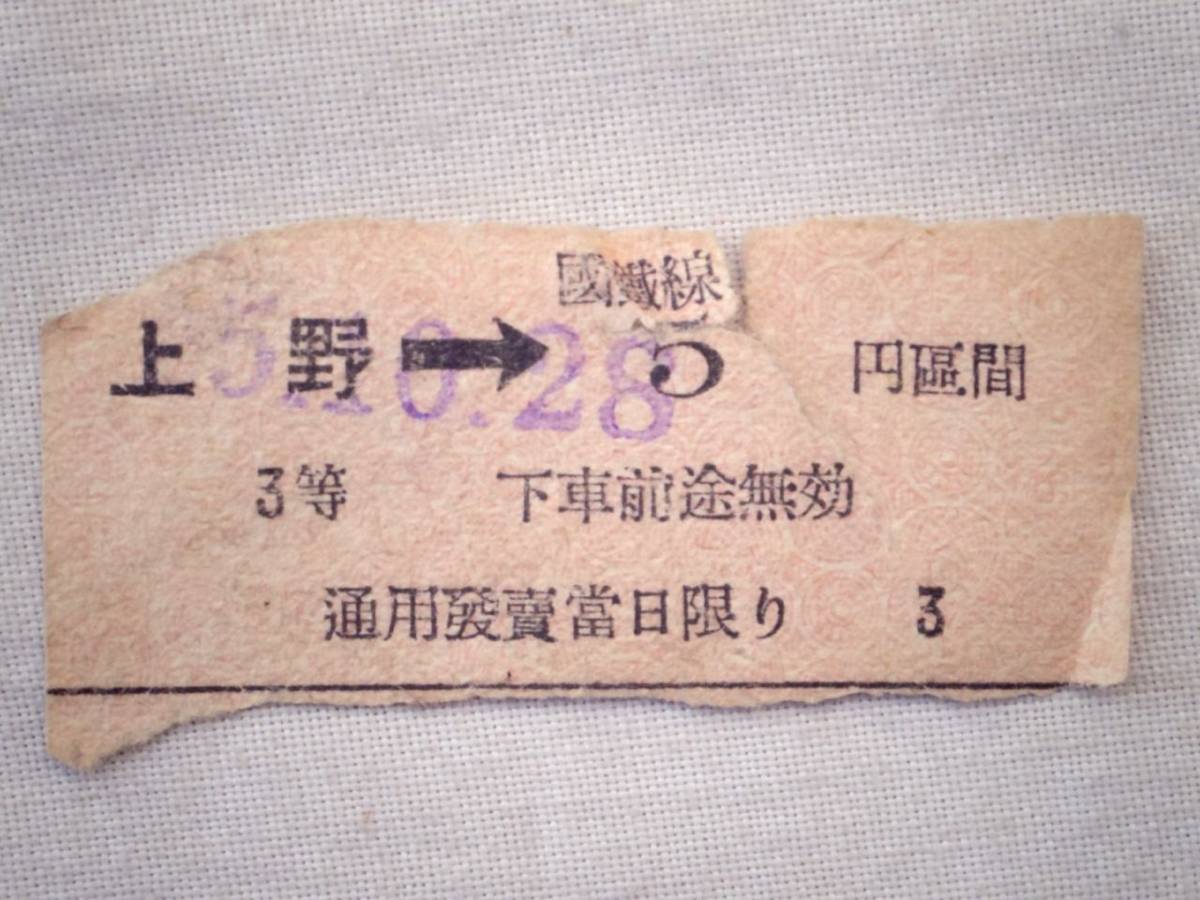 國鐵線
上野→5円區間
5.10.28
3等 下車前途無効
通用發賣當日限り 3